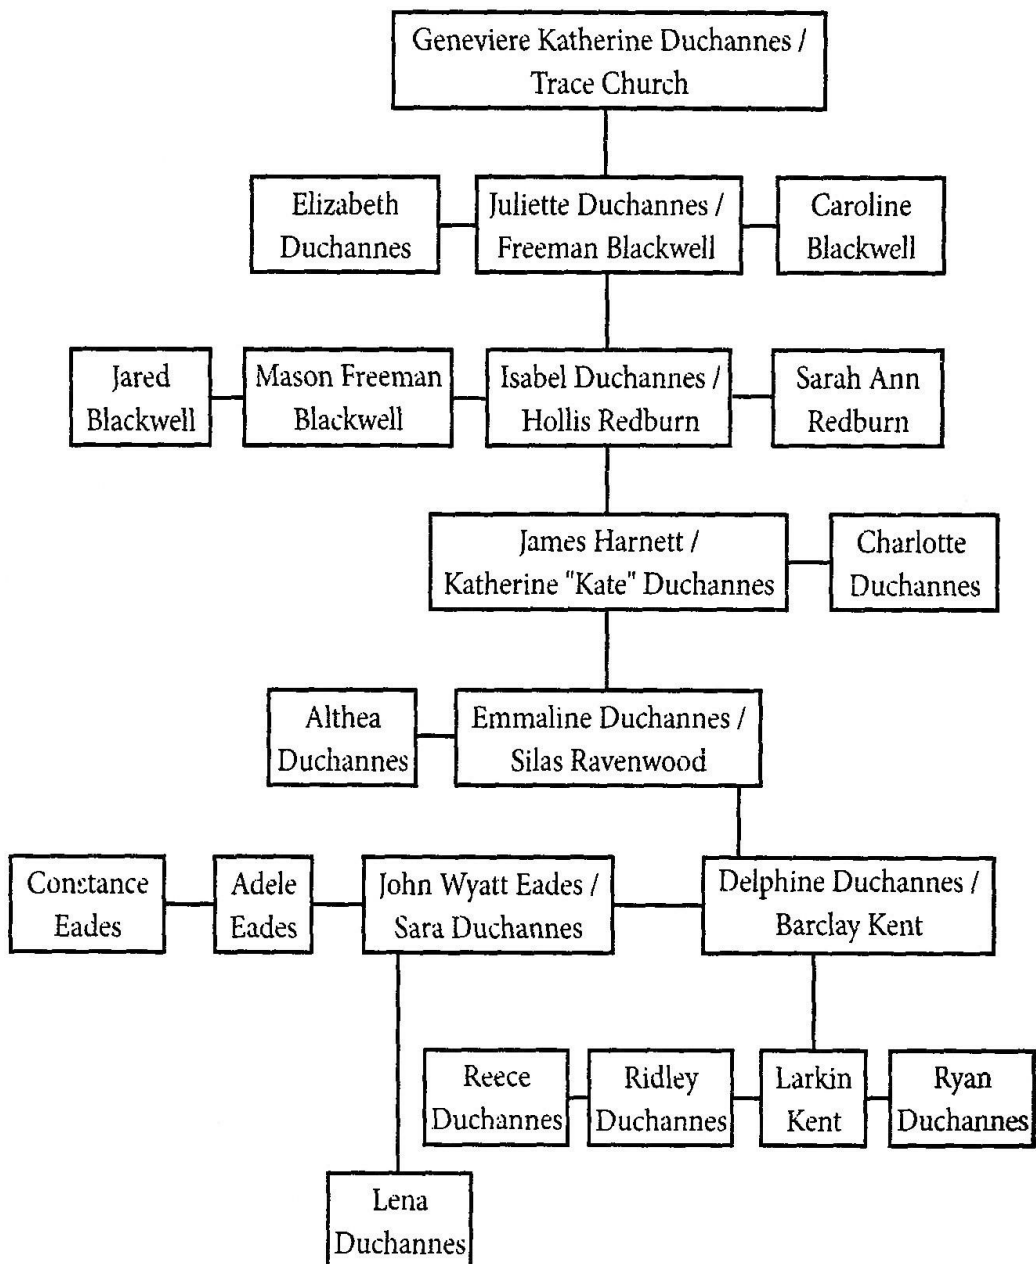 Geneviere Katherine Duchannes /
Trace Church
Elizabeth
Duchannes
Juliette Duchannes /
Freeman Blackwell
Caroline
Blackwell
Jared
Blackwell
Mason Freeman
Blackwell
Isabel Duchannes /
Hollis Redburn
Sarah Ann
Redburn
James Harnett /
Katherine "Kate" Duchannes
Charlotte
Duchannes
Althea
Duchannes
Emmaline Duchannes /
Silas Ravenwood
Constance
Eades
Adele
Eades
John Wyatt Eades /
Sara Duchannes
Delphine Duchannes /
Barclay Kent
Reece
Duchannes
Ridley
Duchannes
Larkin
Kent
Ryan
Duchannes
Lena
Duchannes